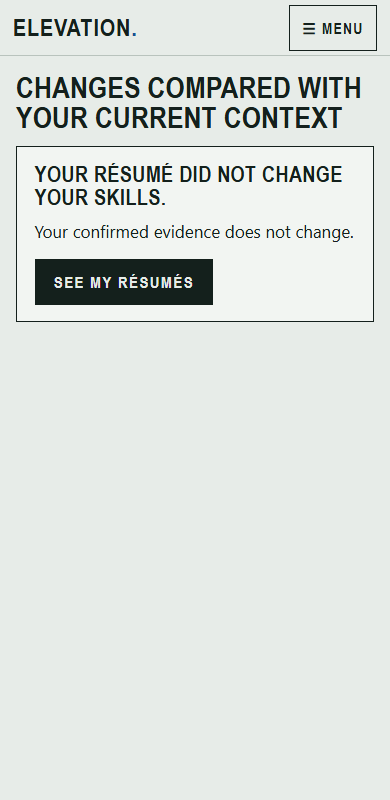 ELEVATION.
☰ MENU
CHANGES COMPARED WITH
YOUR CURRENT CONTEXT
YOUR RÉSUMÉ DID NOT CHANGE
YOUR SKILLS.
Your confirmed evidence does not change.
SEE MY RÉSUMÉS